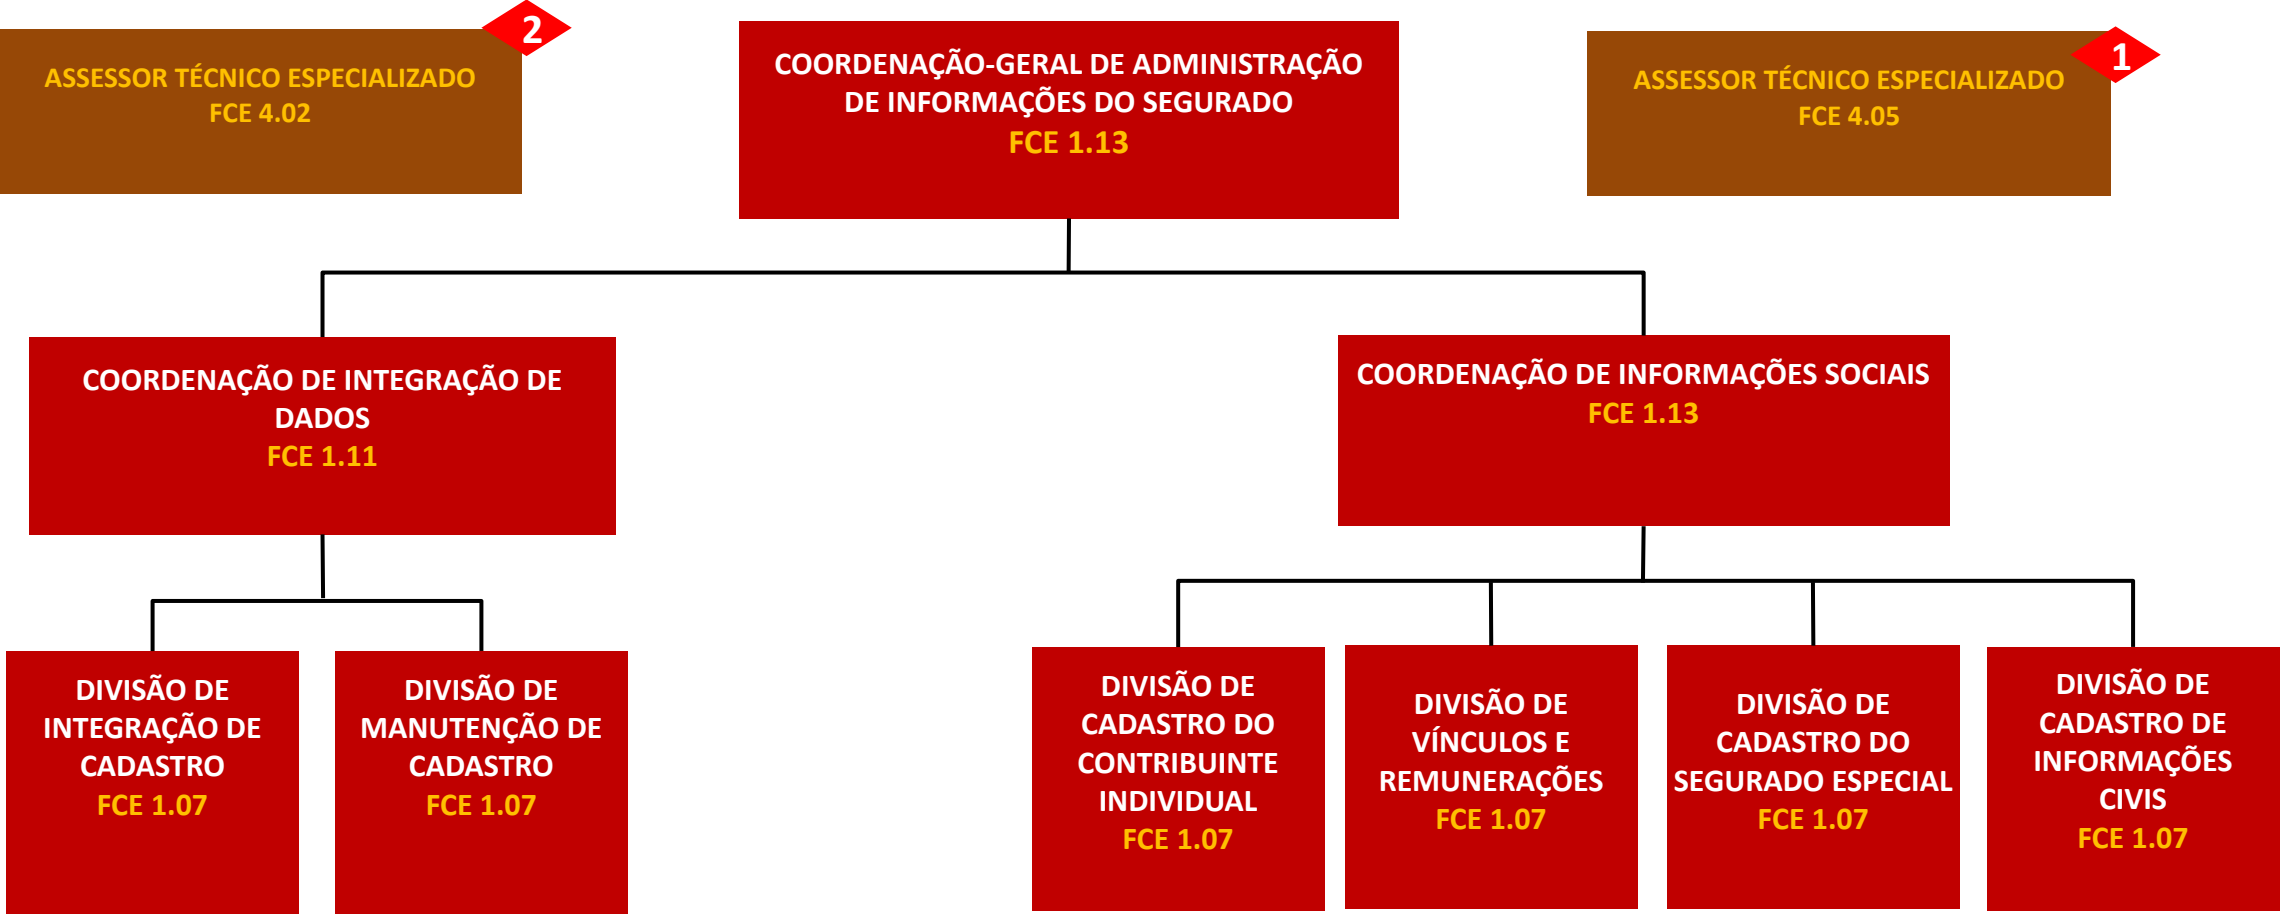 2
ASSESSOR TÉCNICO ESPECIALIZADO
FCE 4.02
COORDENAÇÃO-GERAL DE ADMINISTRAÇÃO
DE INFORMAÇÕES DO SEGURADO
FCE 1.13
1
ASSESSOR TÉCNICO ESPECIALIZADO
FCE 4.05
COORDENAÇÃO DE INTEGRAÇÃO DE
DADOS
FCE 1.11
COORDENAÇÃO DE INFORMAÇÕES SOCIAIS
FCE 1.13
DIVISÃO DE
INTEGRAÇÃO DE
CADASTRO
FCE 1.07
DIVISÃO DE
MANUTENÇÃO DE
CADASTRO
FCE 1.07
DIVISÃO DE
CADASTRO DO
CONTRIBUINTE
INDIVIDUAL
FCE 1.07
DIVISÃO DE
VÍNCULOS E
REMUNERAÇÕES
FCE 1.07
DIVISÃO DE
CADASTRO DO
SEGURADO ESPECIAL
FCE 1.07
DIVISÃO DE
CADASTRO DE
INFORMAÇÕES
CIVIS
FCE 1.07